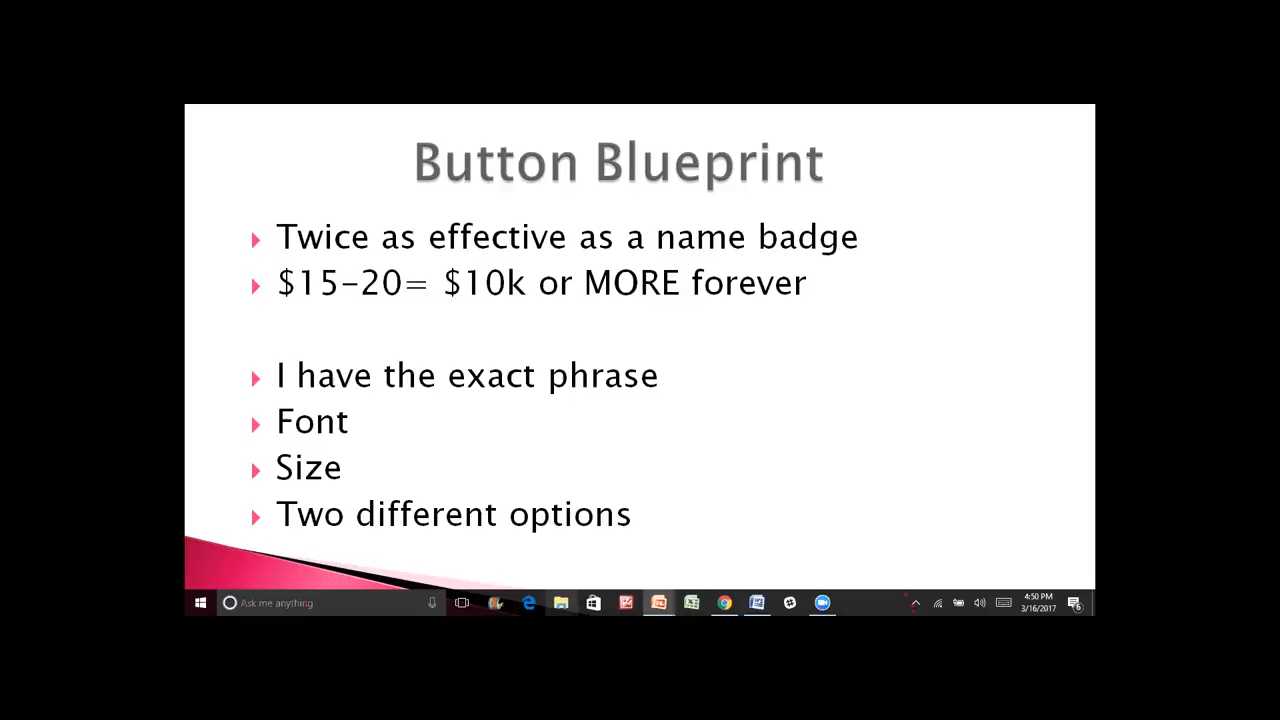 Button Blueprint
Twice as effective as a name badge
$15-20= $10k or MORE forever
I have the exact phrase
Font
Size
Two different options
Ask me anything
4:50 PM
3/16/2017
6